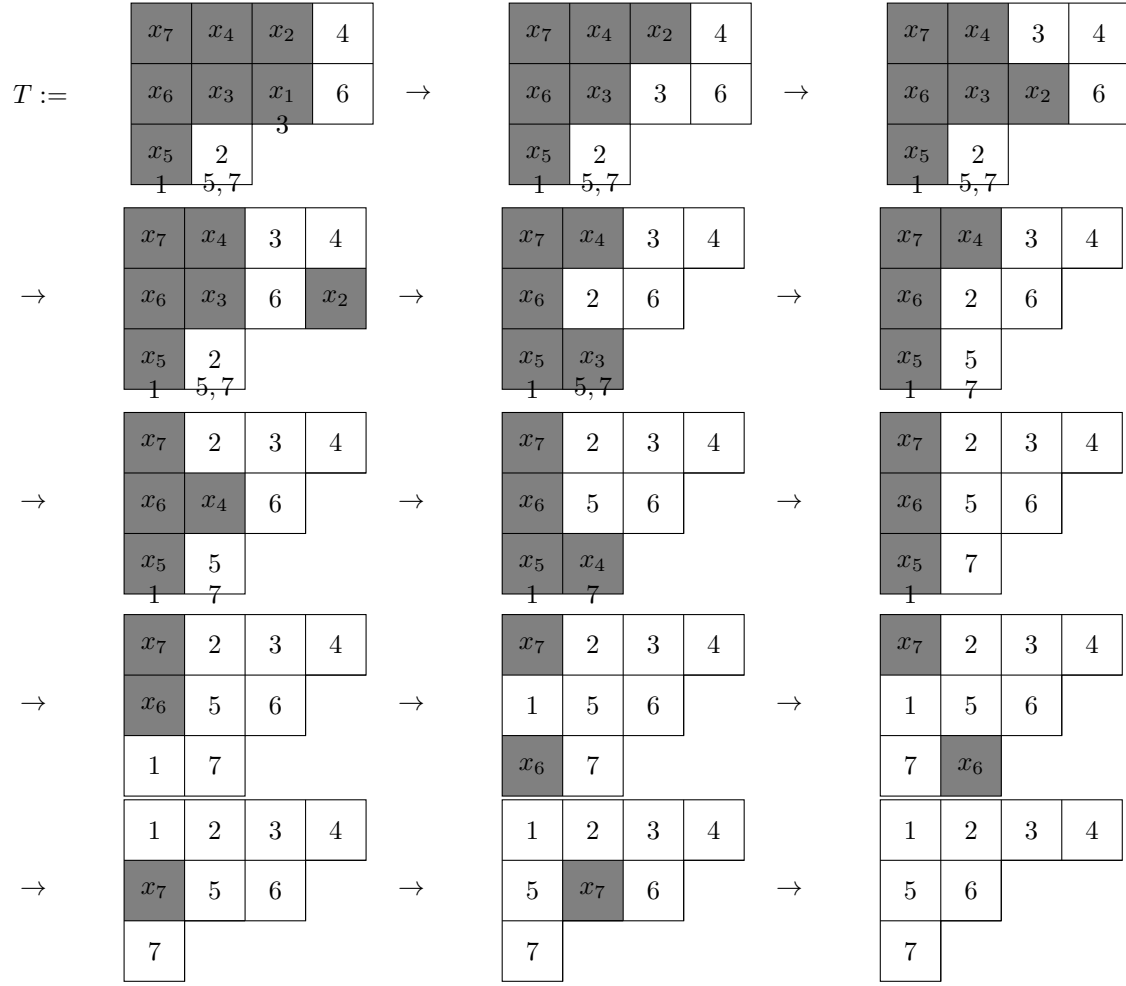 x₇ x₄ x₂ 4 x₇ x₄ x₂ 4 x₇ x₄ 3 4
T := x₆ x₃ x₁ 6 → x₆ x₃ 3 6 → x₆ x₃ x₂ 6
3
x₅ 2 x₅ 2 x₅ 2
1 5, 7 1 5, 7 1 5, 7
x₇ x₄ 3 4 x₇ x₄ 3 4 x₇ x₄ 3 4
→ x₆ x₃ 6 x₂ → x₆ 2 6 → x₆ 2 6
x₅ 2 x₅ x₃ x₅ 5
1 5, 7 1 5, 7 1 7
x₇ 2 3 4 x₇ 2 3 4 x₇ 2 3 4
→ x₆ x₄ 6 → x₆ 5 6 → x₆ 5 6
x₅ 5 x₅ x₄ x₅ 7
1 7 1 7 1
x₇ 2 3 4 x₇ 2 3 4 x₇ 2 3 4
→ x₆ 5 6 → 1 5 6 → 1 5 6
1 7 x₆ 7 7 x₆
1 2 3 4 1 2 3 4 1 2 3 4
→ x₇ 5 6 → 5 x₇ 6 → 5 6
7 7 7